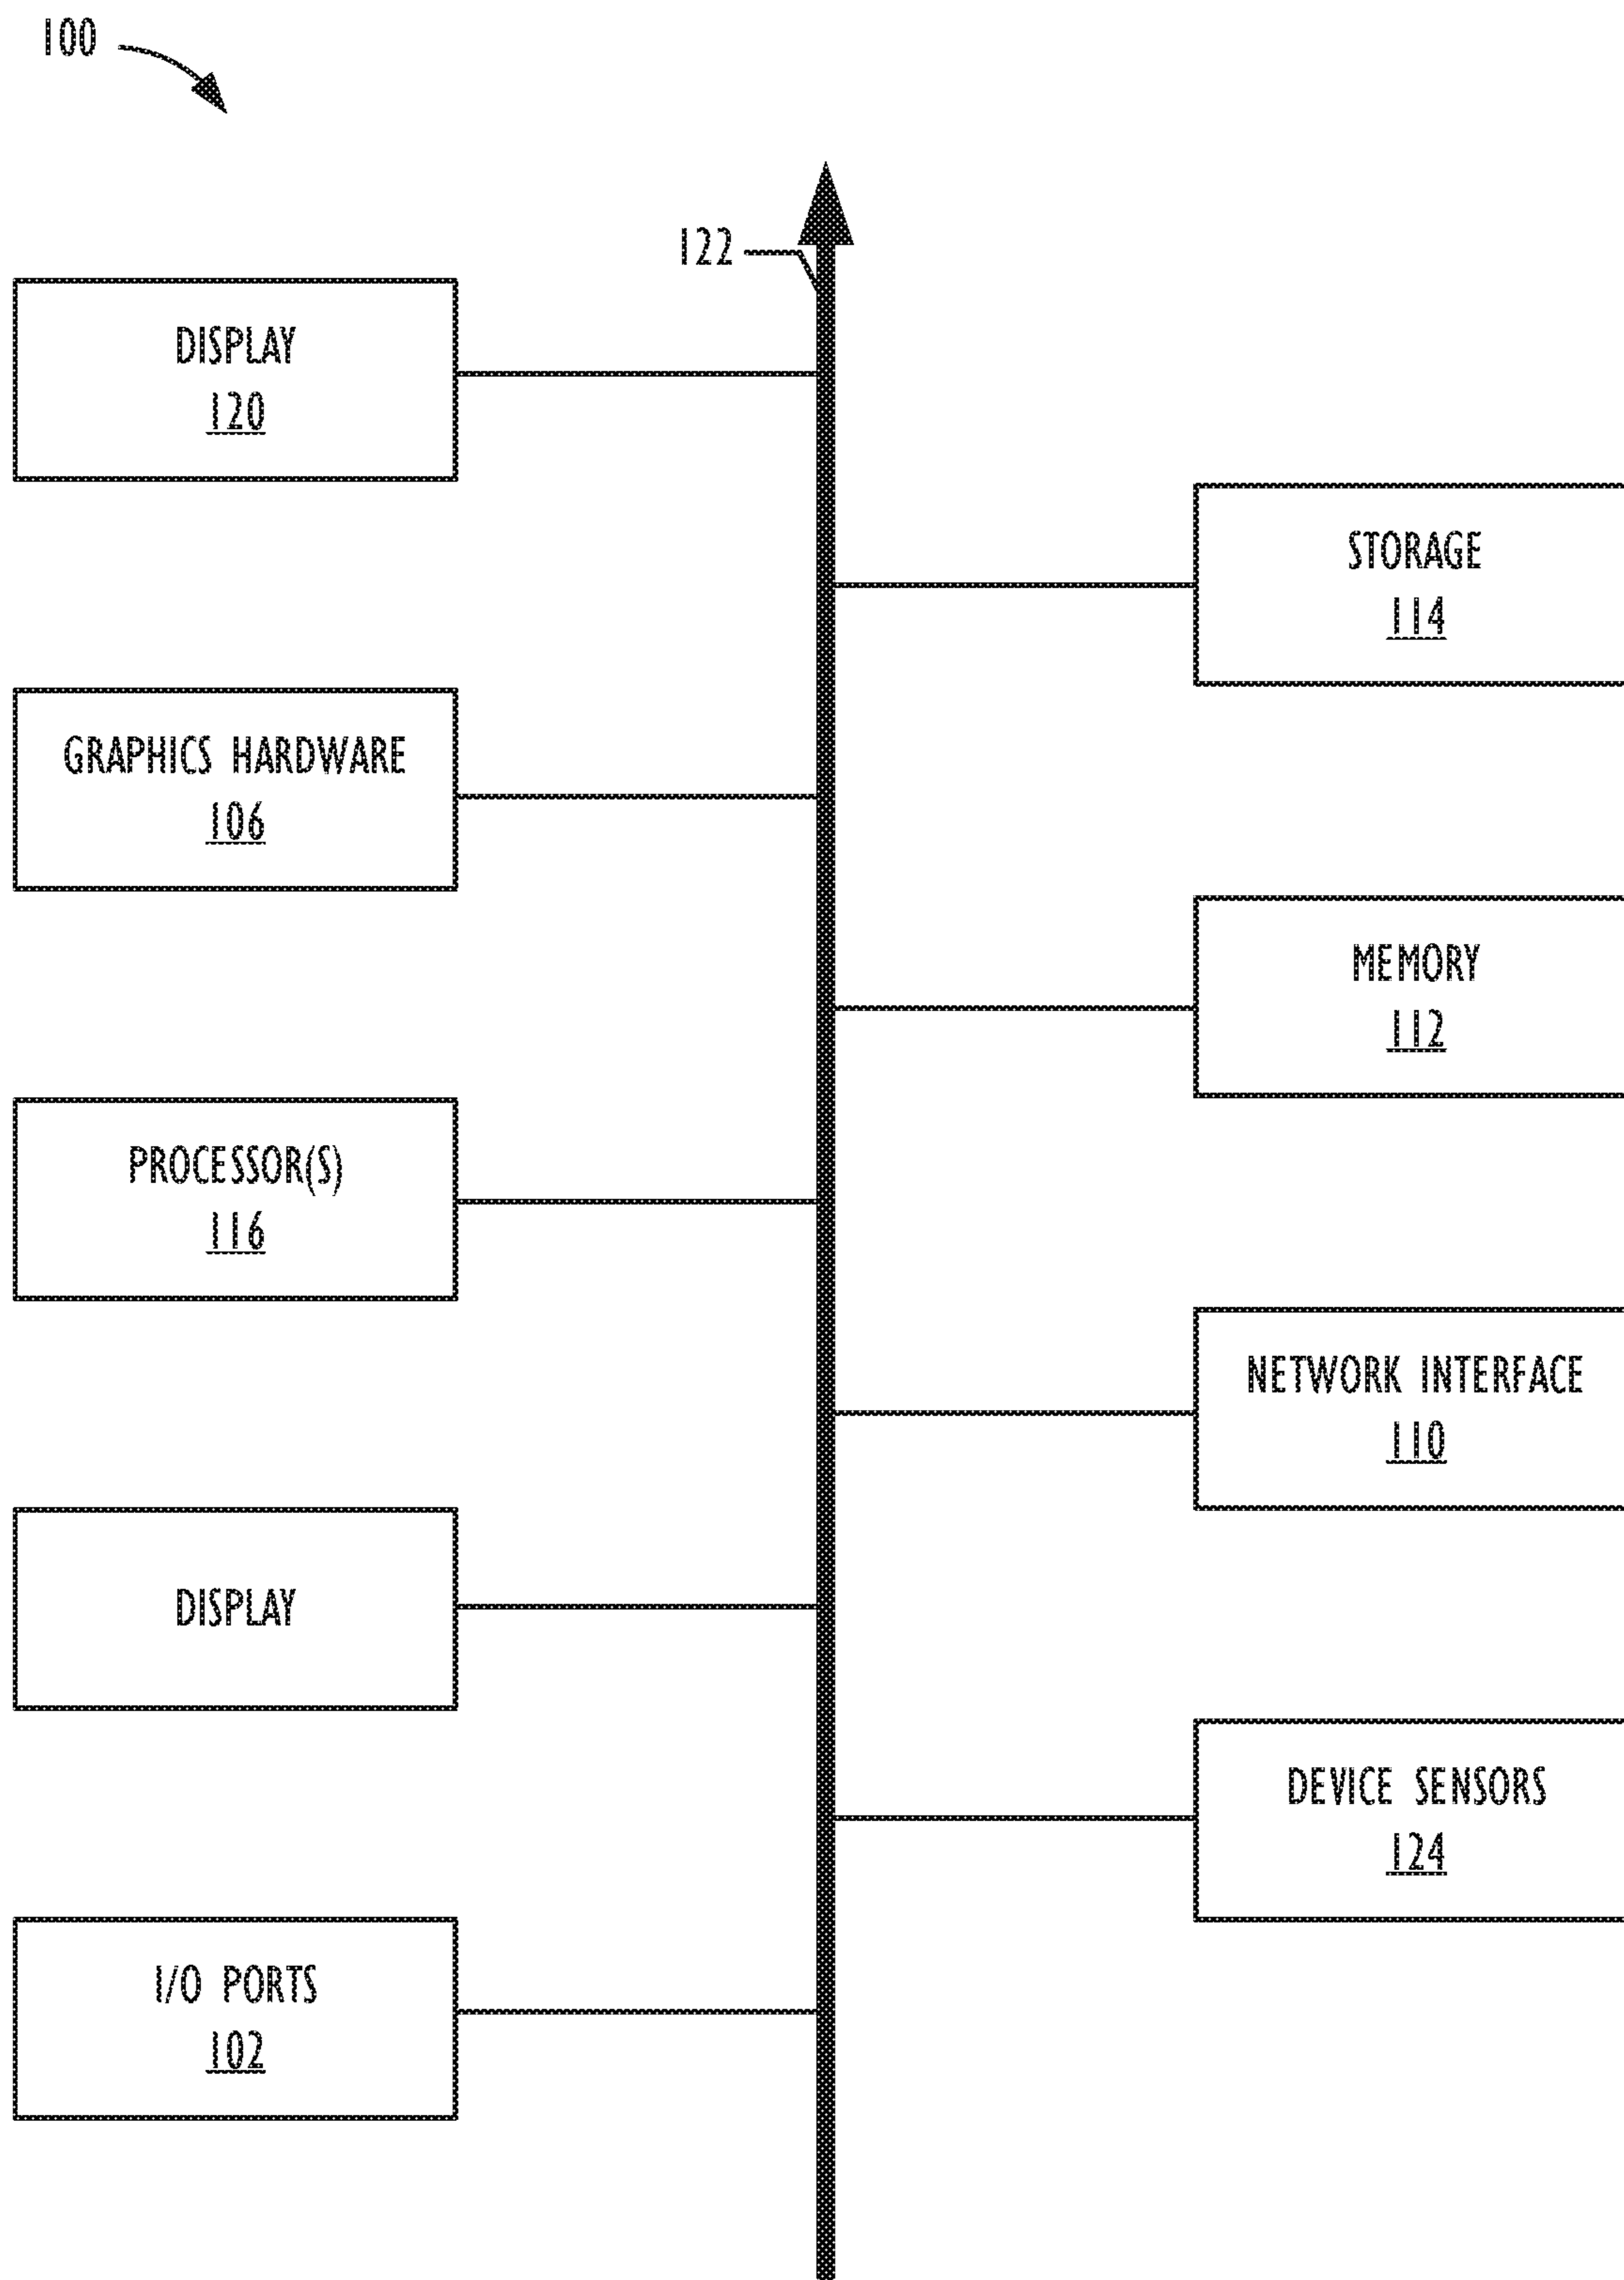 100
122
DISPLAY
120
STORAGE
114
GRAPHICS HARDWARE
106
MEMORY
112
PROCESSOR(S)
116
NETWORK INTERFACE
110
DISPLAY
DEVICE SENSORS
124
I/O PORTS
102